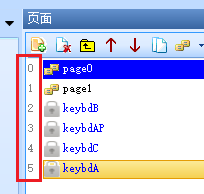 页面
0 page0
1 page1
2 keybdB
3 keybdAP
4 keybdC
5 keybdA